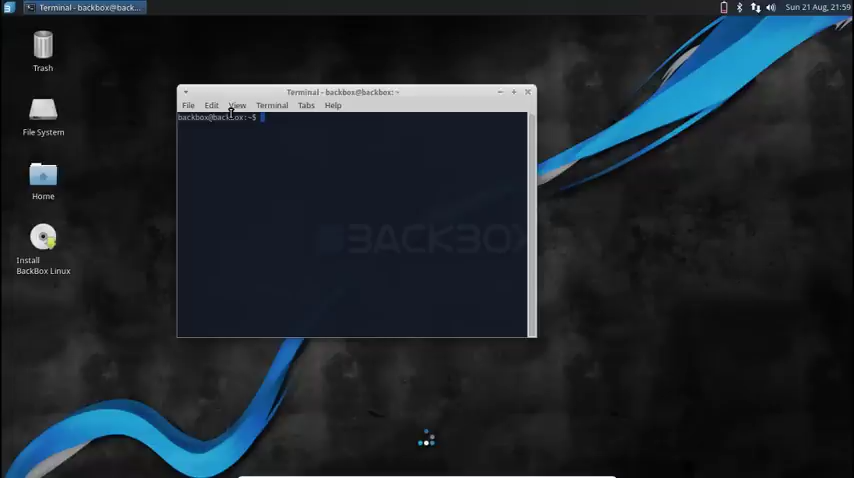 Terminal - backbox@back...
Sun 21 Aug, 21:59
Trash
File System
Home
Install
BackBox Linux
Terminal - backbox@backbox: ~
File Edit View Terminal Tabs Help
backbox@backbox:~$
BACKBOX